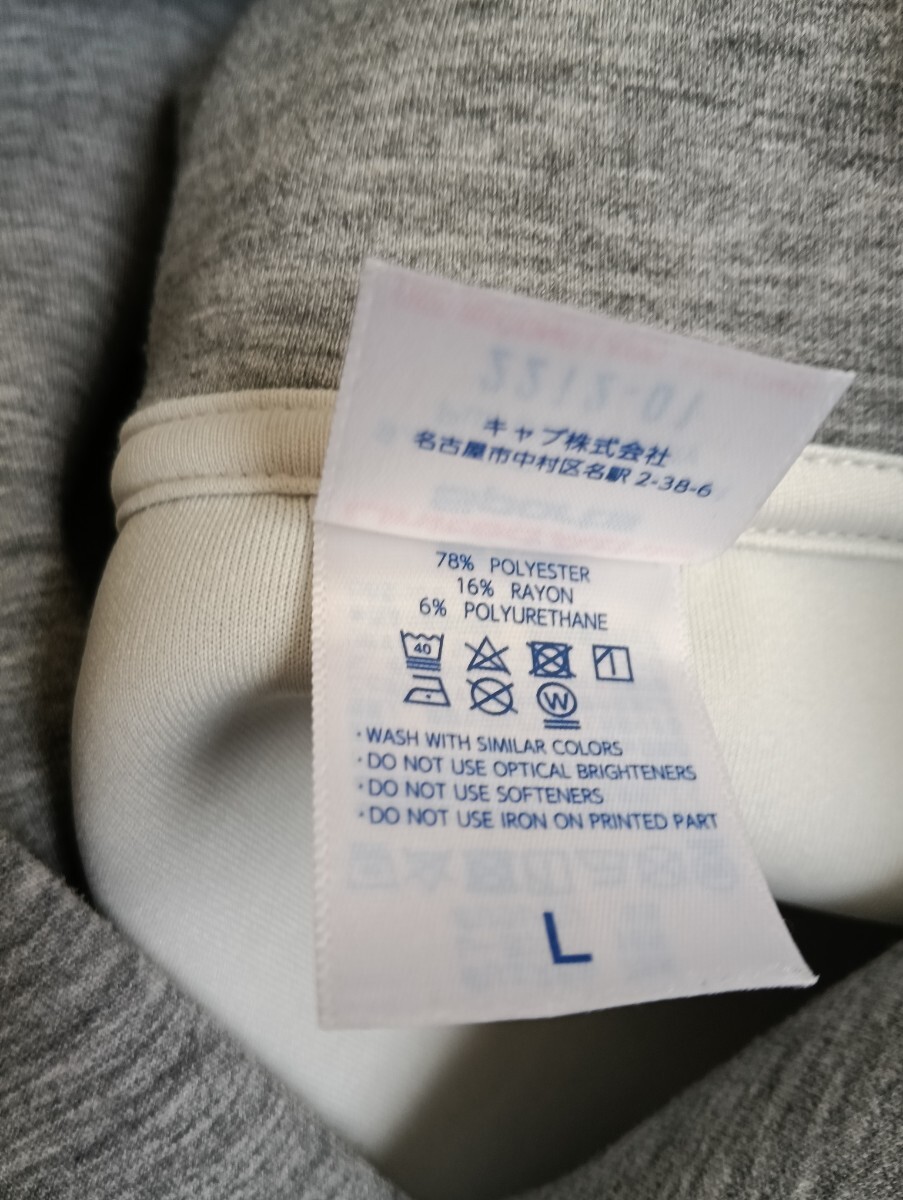 キャブ株式会社
名古屋市中村区名駅 2-38-6
78% POLYESTER
16% RAYON
6% POLYURETHANE
40
W
・WASH WITH SIMILAR COLORS
・DO NOT USE OPTICAL BRIGHTENERS
・DO NOT USE SOFTENERS
・DO NOT USE IRON ON PRINTED PART
L